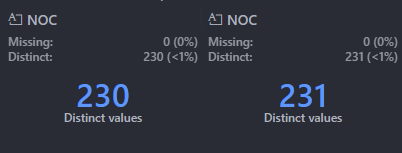 NOC
Missing: 0 (0%)
Distinct: 230 (<1%)
230
Distinct values
NOC
Missing: 0 (0%)
Distinct: 231 (<1%)
231
Distinct values